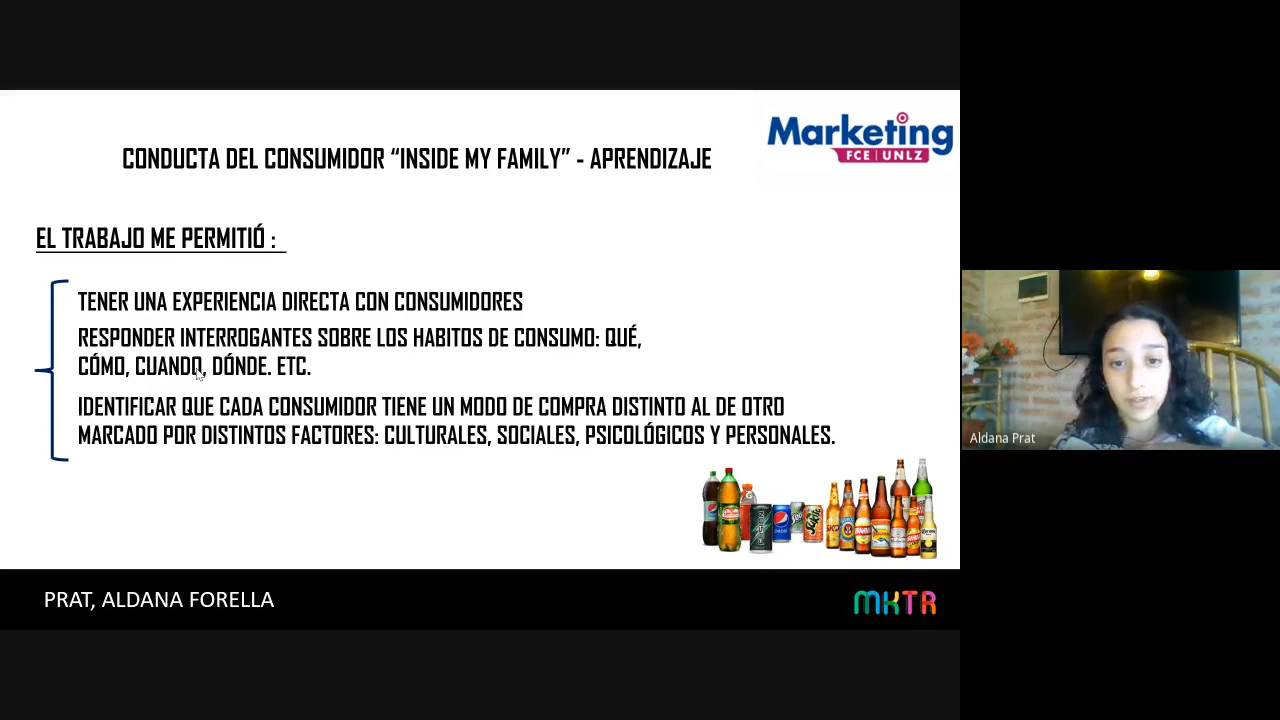 Marketing
FCE | UNLZ
CONDUCTA DEL CONSUMIDOR “INSIDE MY FAMILY” - APRENDIZAJE
EL TRABAJO ME PERMITIÓ :
TENER UNA EXPERIENCIA DIRECTA CON CONSUMIDORES
RESPONDER INTERROGANTES SOBRE LOS HABITOS DE CONSUMO: QUÉ,
CÓMO, CUANDO, DÓNDE. ETC.
IDENTIFICAR QUE CADA CONSUMIDOR TIENE UN MODO DE COMPRA DISTINTO AL DE OTRO
MARCADO POR DISTINTOS FACTORES: CULTURALES, SOCIALES, PSICOLÓGICOS Y PERSONALES.
Aldana Prat
PRAT, ALDANA FORELLA
MKTR